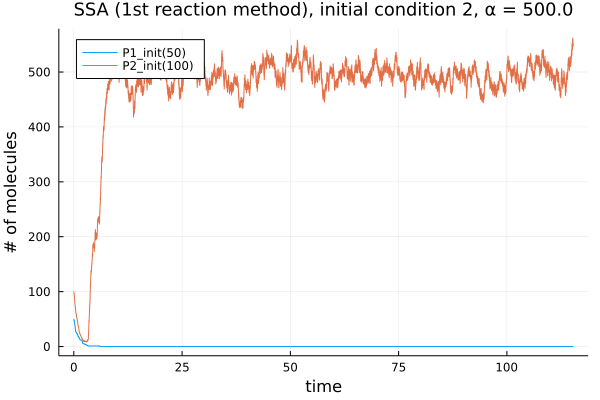 SSA (1st reaction method), initial condition 2, α = 500.0
P1_init(50)
P2_init(100)
500
400
300
200
100
0
# of molecules
0 25 50 75 100
time